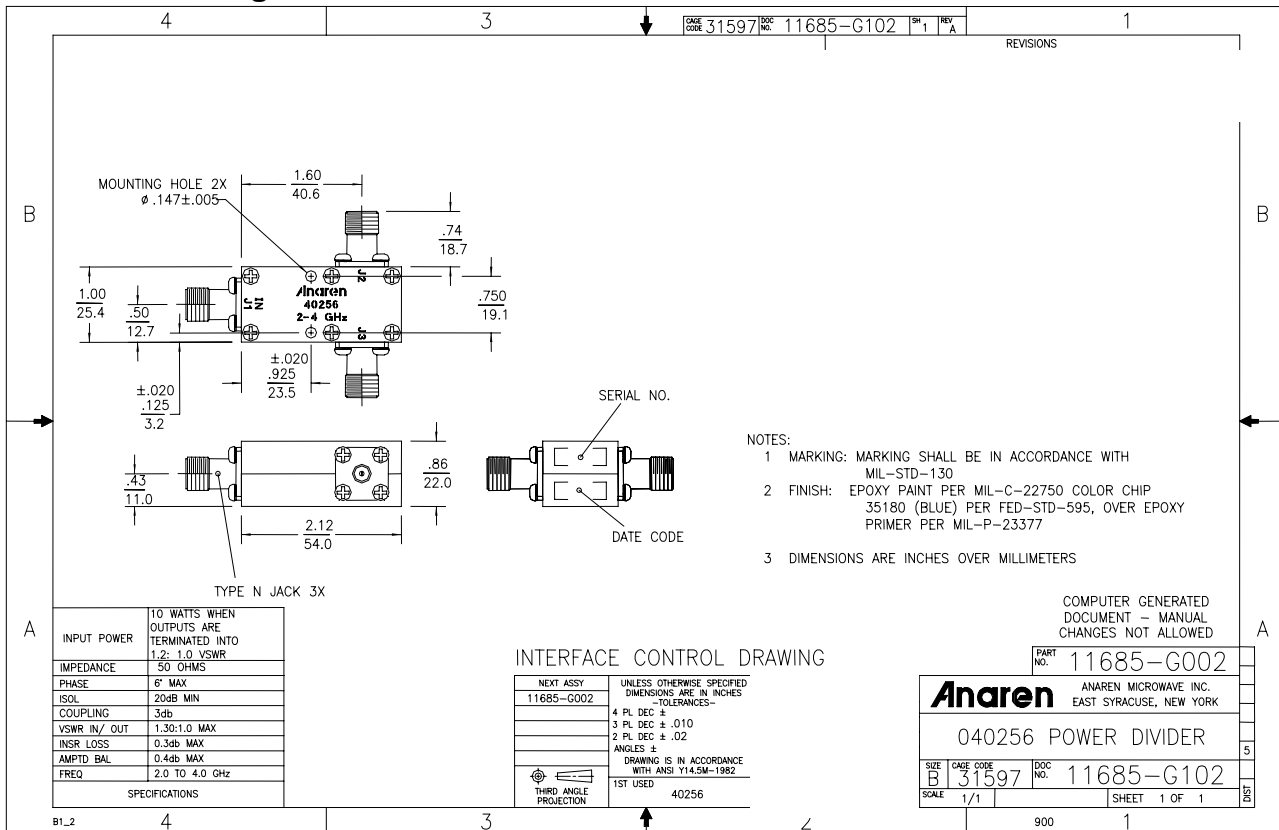 4
3
CAGE CODE 31597 DOC NO. 11685-G102 SH 1 REV A
1
REVISIONS
B
B
MOUNTING HOLE 2X
ø.147±.005
1.60
40.6
.74
18.7
1.00
25.4
.50
12.7
.750
19.1
IN
J1
J2
J3
Anaren
40256
2-4 GHz
±.020
.925
23.5
±.020
.125
3.2
.43
11.0
.86
22.0
2.12
54.0
TYPE N JACK 3X
SERIAL NO.
DATE CODE
NOTES:
1 MARKING: MARKING SHALL BE IN ACCORDANCE WITH
MIL-STD-130
2 FINISH: EPOXY PAINT PER MIL-C-22750 COLOR CHIP
35180 (BLUE) PER FED-STD-595, OVER EPOXY
PRIMER PER MIL-P-23377
3 DIMENSIONS ARE INCHES OVER MILLIMETERS
A
A
INPUT POWER
10 WATTS WHEN
OUTPUTS ARE
TERMINATED INTO
1.2: 1.0 VSWR
IMPEDANCE 50 OHMS
PHASE 6° MAX
ISOL 20dB MIN
COUPLING 3db
VSWR IN/ OUT 1.30:1.0 MAX
INSR LOSS 0.3db MAX
AMPTD BAL 0.4db MAX
FREQ 2.0 TO 4.0 GHz
SPECIFICATIONS
INTERFACE CONTROL DRAWING
NEXT ASSY
11685-G002
UNLESS OTHERWISE SPECIFIED
DIMENSIONS ARE IN INCHES
-TOLERANCES-
4 PL DEC ±
3 PL DEC ± .010
2 PL DEC ± .02
ANGLES ±
DRAWING IS IN ACCORDANCE
WITH ANSI Y14.5M-1982
THIRD ANGLE
PROJECTION
1ST USED
40256
COMPUTER GENERATED
DOCUMENT - MANUAL
CHANGES NOT ALLOWED
PART NO. 11685-G002
Anaren
ANAREN MICROWAVE INC.
EAST SYRACUSE, NEW YORK
040256 POWER DIVIDER
5
SIZE B CAGE CODE 31597 DOC NO. 11685-G102
SCALE 1/1 SHEET 1 OF 1
DIST
B1_2
4
3
900
1